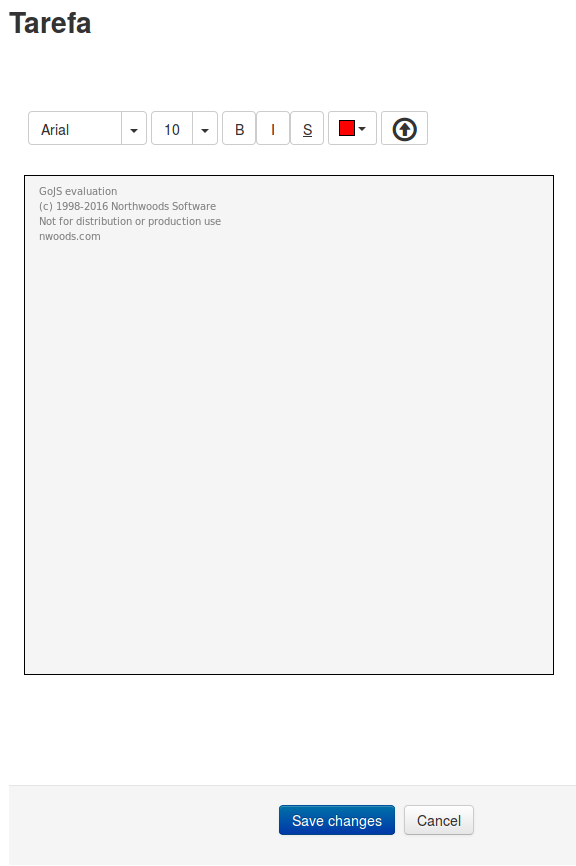 Tarefa
Arial 10 B I S
GoJS evaluation
(c) 1998-2016 Northwoods Software
Not for distribution or production use
nwoods.com
Save changes Cancel